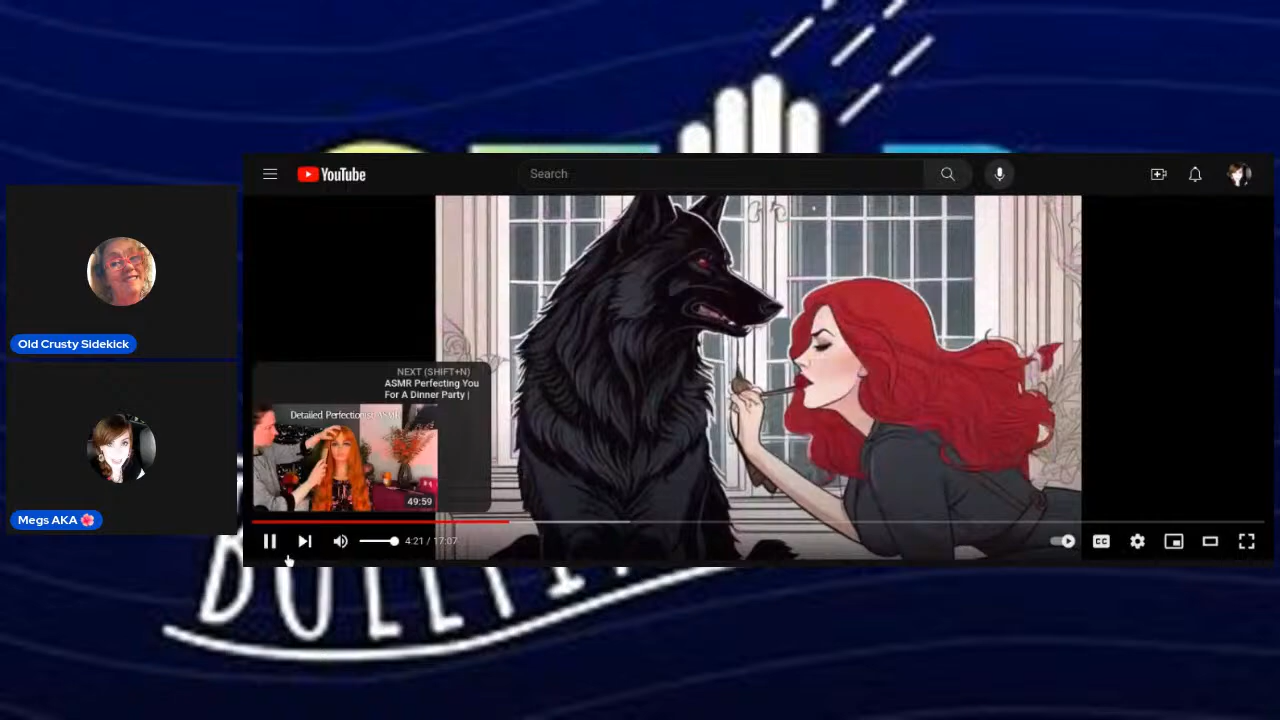 YouTube
Search
Old Crusty Sidekick
NEXT (SHIFT+N)
ASMR Perfecting You
For A Dinner Party |
Detailed Perfectionist ASMR
49:59
Megs AKA 🌸
4:21 / 17:07
CC